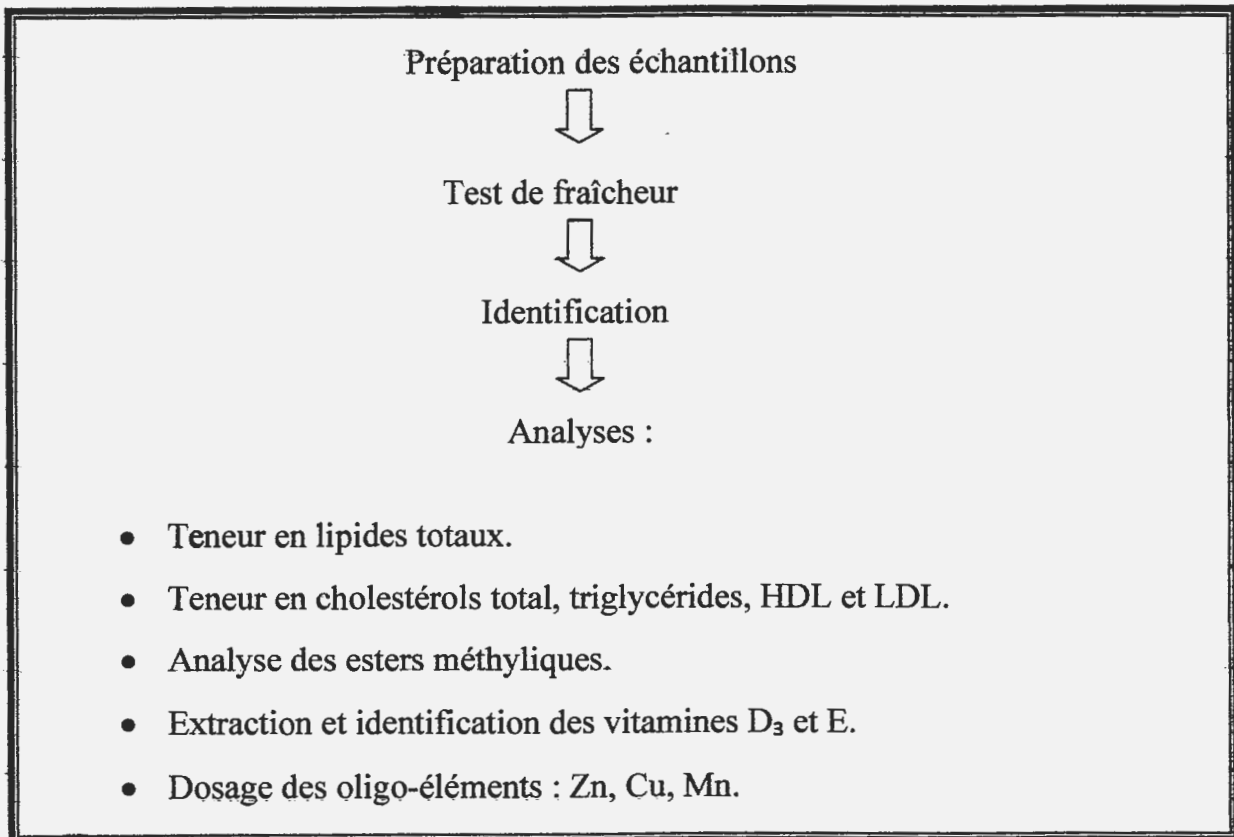 Préparation des échantillons
Test de fraîcheur
Identification
Analyses :
• Teneur en lipides totaux.
• Teneur en cholestérols total, triglycérides, HDL et LDL.
• Analyse des esters méthyliques.
• Extraction et identification des vitamines D₃ et E.
• Dosage des oligo-éléments : Zn, Cu, Mn.